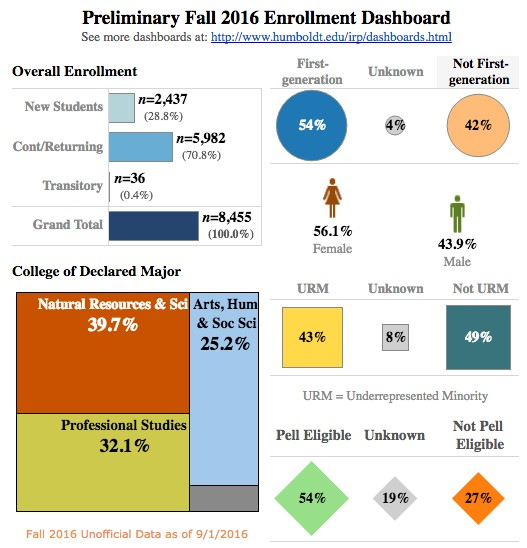 Preliminary Fall 2016 Enrollment Dashboard
See more dashboards at: http://www.humboldt.edu/irp/dashboards.html
Overall Enrollment
New Students
n=2,437
(28.8%)
Cont/Returning
n=5,982
(70.8%)
Transitory
n=36
(0.4%)
Grand Total
n=8,455
(100.0%)
First-
generation
Unknown
Not First-
generation
54%
4%
42%
56.1%
Female
43.9%
Male
College of Declared Major
Natural Resources & Sci
39.7%
Arts, Hum
& Soc Sci
25.2%
Professional Studies
32.1%
URM
Unknown
Not URM
43%
8%
49%
URM = Underrepresented Minority
Pell Eligible
Unknown
Not Pell
Eligible
54%
19%
27%
Fall 2016 Unofficial Data as of 9/1/2016